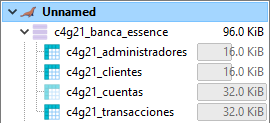 Unnamed
c4g21_banca_essence 96.0 KiB
c4g21_administradores 16.0 KiB
c4g21_clientes 16.0 KiB
c4g21_cuentas 32.0 KiB
c4g21_transacciones 32.0 KiB